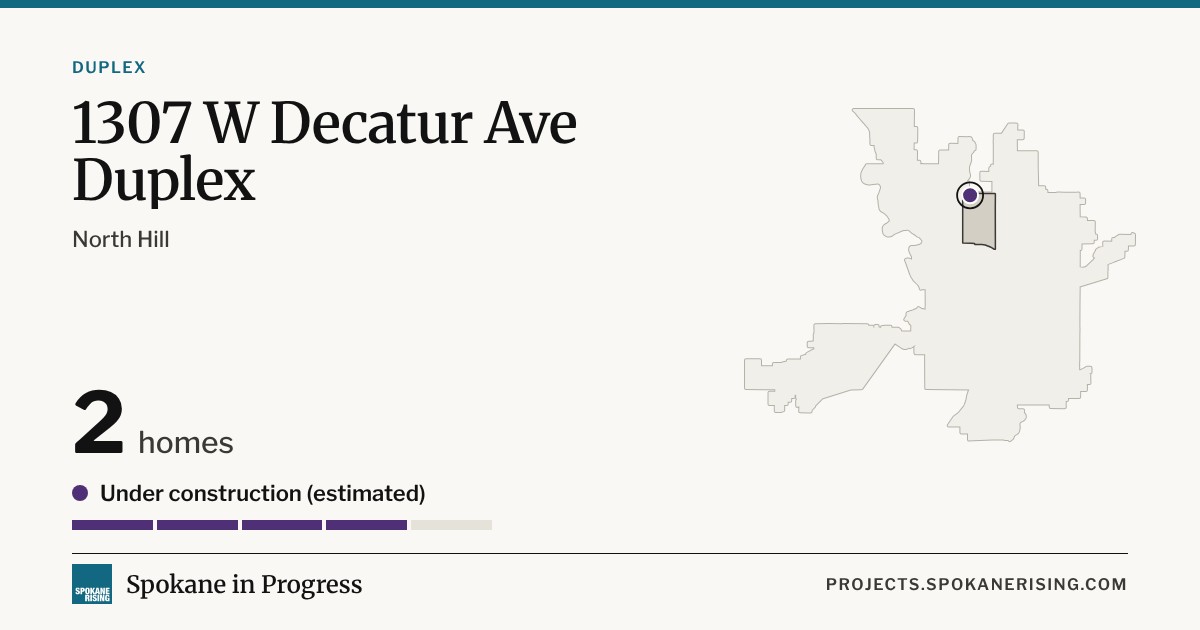 DUPLEX
1307 W Decatur Ave
Duplex
North Hill
2 homes
Under construction (estimated)
SPOKANE
RISING
Spokane in Progress
PROJECTS.SPOKANERISING.COM